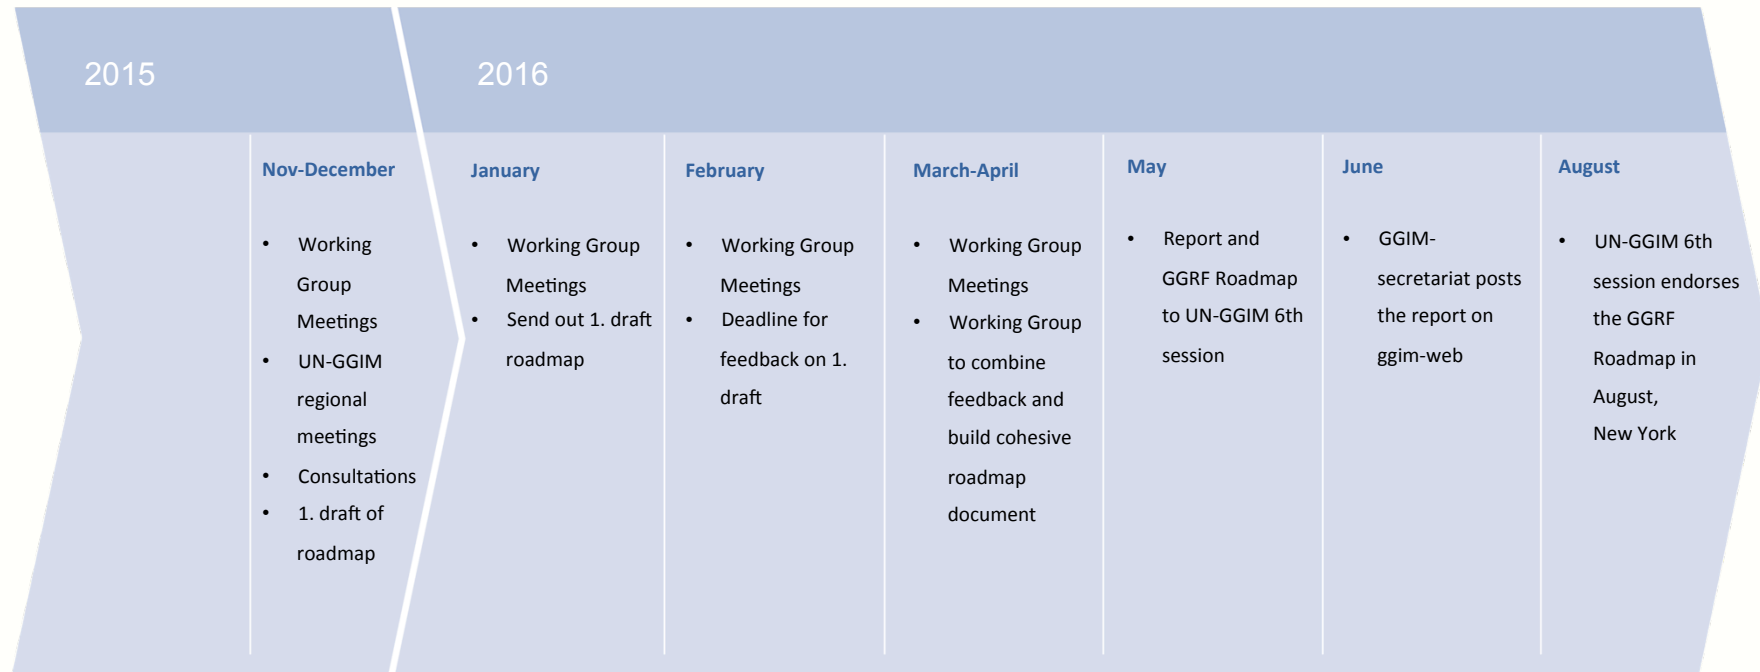 2015
2016
Nov-December
• Working
Group
Meetings
• UN-GGIM
regional
meetings
• Consultations
• 1. draft of
roadmap
January
• Working Group
Meetings
• Send out 1. draft
roadmap
February
• Working Group
Meetings
• Deadline for
feedback on 1.
draft
March-April
• Working Group
Meetings
• Working Group
to combine
feedback and
build cohesive
roadmap
document
May
• Report and
GGRF Roadmap
to UN-GGIM 6th
session
June
• GGIM-
secretariat posts
the report on
ggim-web
August
• UN-GGIM 6th
session endorses
the GGRF
Roadmap in
August,
New York